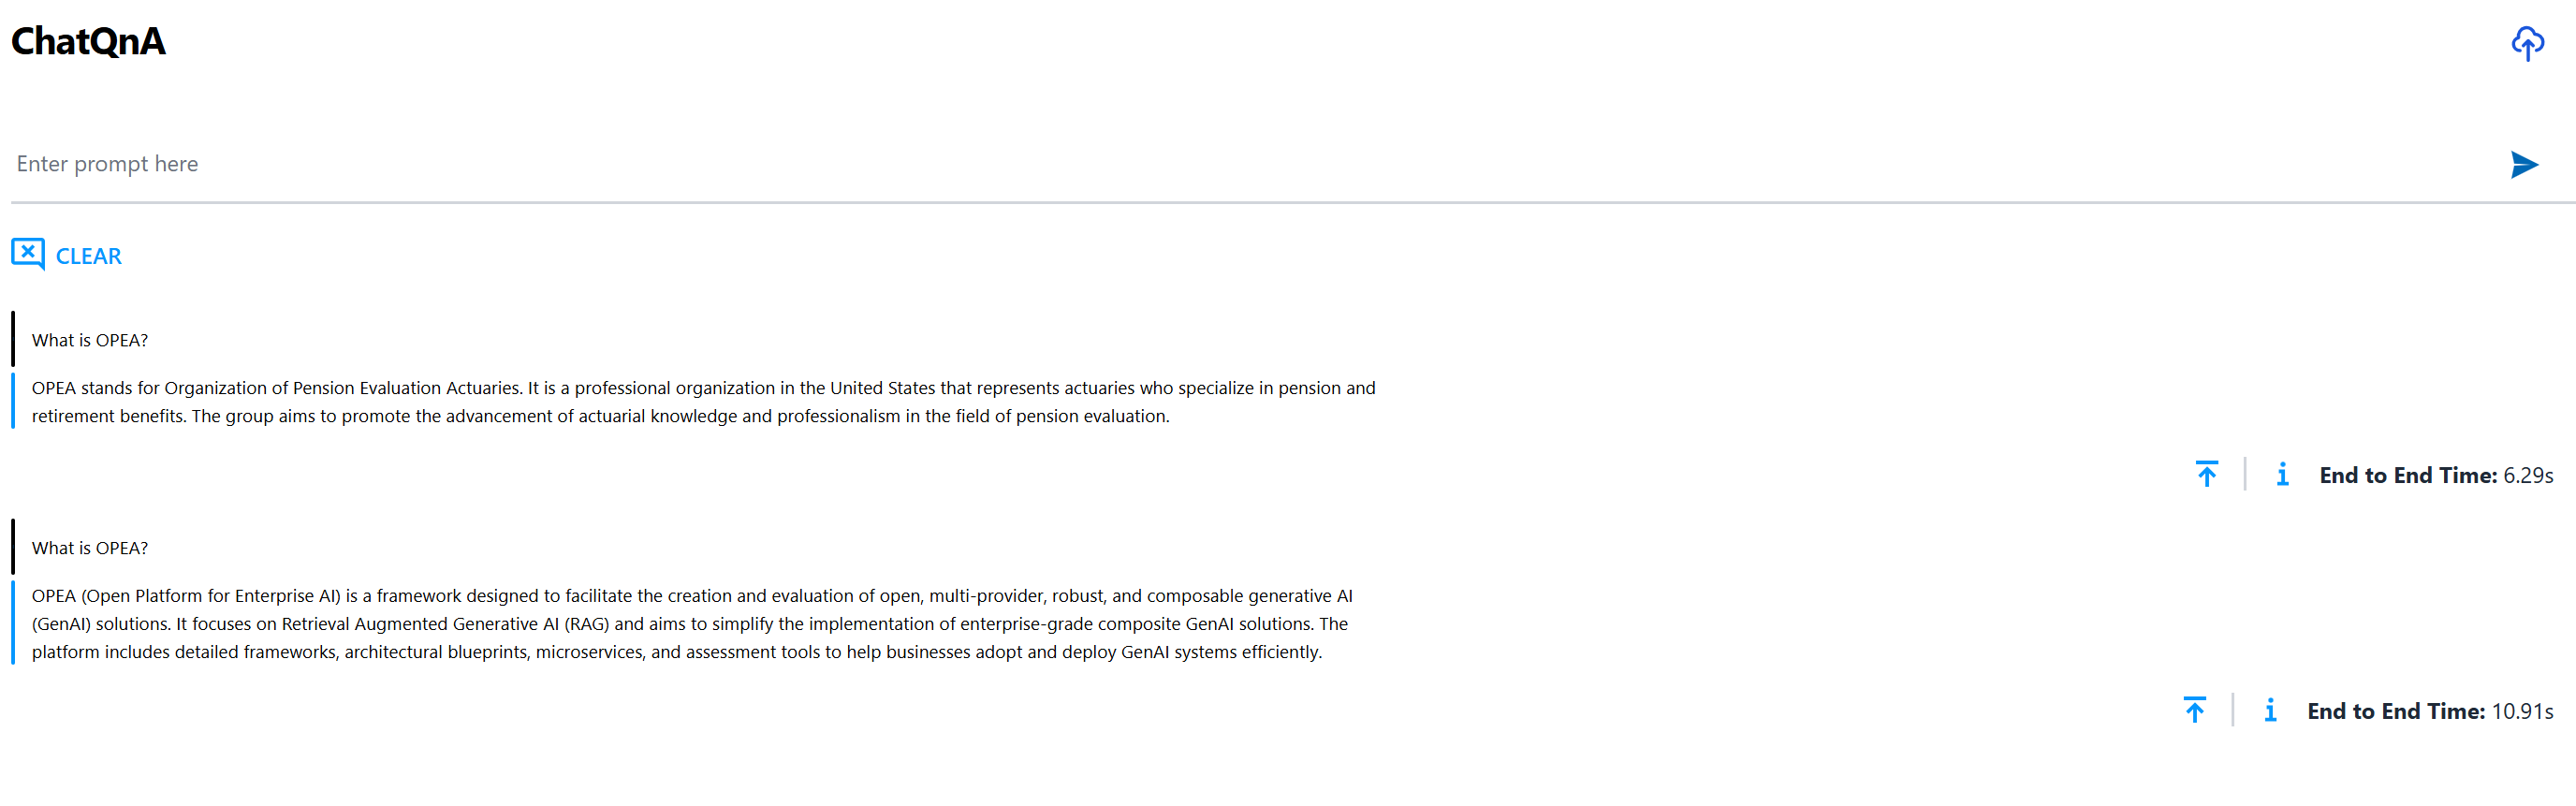 ChatQnA
Enter prompt here
CLEAR
What is OPEA?
OPEA stands for Organization of Pension Evaluation Actuaries. It is a professional organization in the United States that represents actuaries who specialize in pension and
retirement benefits. The group aims to promote the advancement of actuarial knowledge and professionalism in the field of pension evaluation.
End to End Time: 6.29s
What is OPEA?
OPEA (Open Platform for Enterprise AI) is a framework designed to facilitate the creation and evaluation of open, multi-provider, robust, and composable generative AI
(GenAI) solutions. It focuses on Retrieval Augmented Generative AI (RAG) and aims to simplify the implementation of enterprise-grade composite GenAI solutions. The
platform includes detailed frameworks, architectural blueprints, microservices, and assessment tools to help businesses adopt and deploy GenAI systems efficiently.
End to End Time: 10.91s